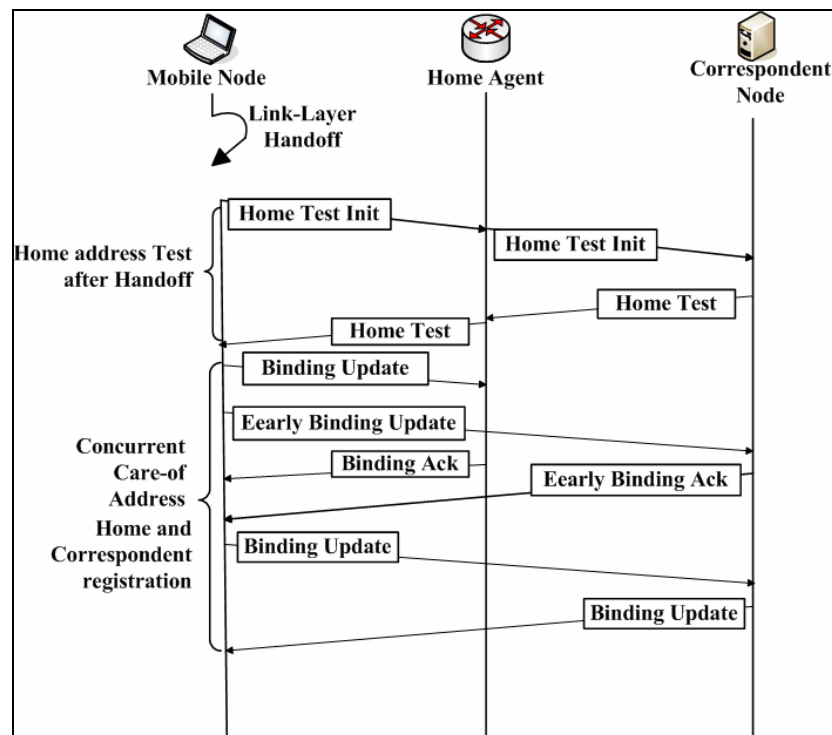 Mobile Node
Home Agent
Correspondent
Node
Link-Layer
Handoff
Home Test Init
Home Test Init
Home address Test
after Handoff
Home Test
Home Test
Binding Update
Eearly Binding Update
Concurrent
Care-of
Address
Home and
Correspondent
registration
Binding Ack
Eearly Binding Ack
Binding Update
Binding Update